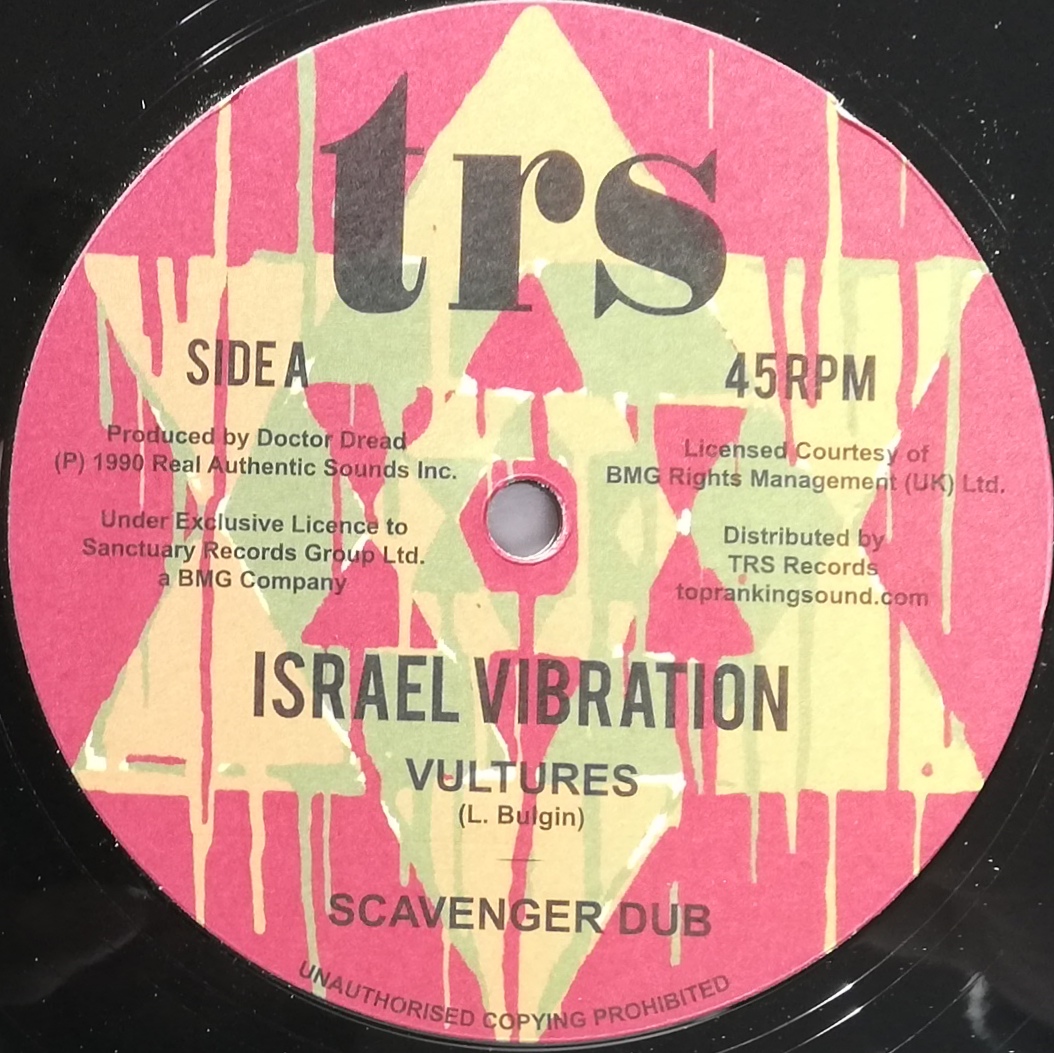 trs
SIDE A
45RPM
Produced by Doctor Dread
(P) 1990 Real Authentic Sounds Inc.
Under Exclusive Licence to
Sanctuary Records Group Ltd.
a BMG Company
Licensed Courtesy of
BMG Rights Management (UK) Ltd.
Distributed by
TRS Records
toprankingsound.com
ISRAEL VIBRATION
VULTURES
(L. Bulgin)
SCAVENGER DUB
UNAUTHORISED COPYING PROHIBITED